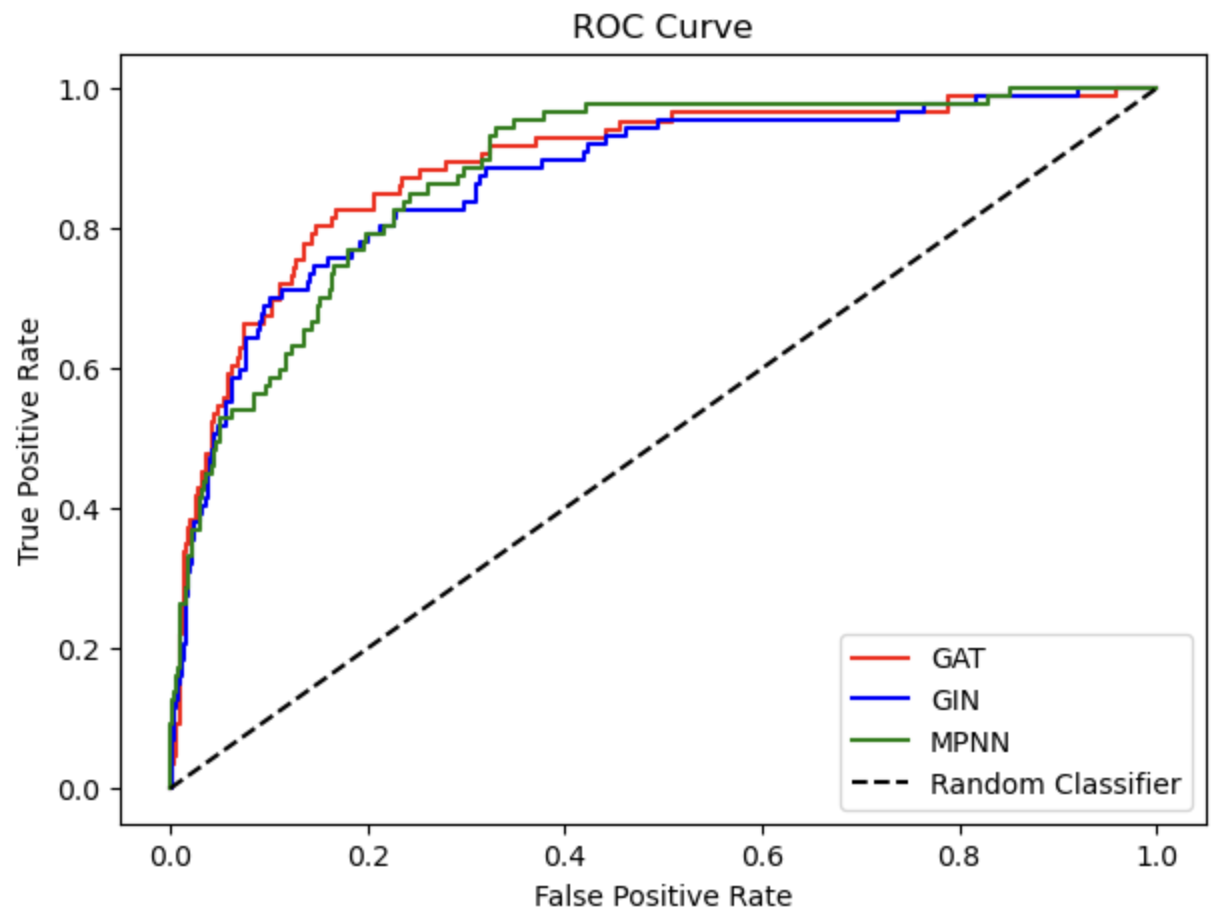 ROC Curve
True Positive Rate
1.0
0.8
0.6
0.4
0.2
0.0
GAT
GIN
MPNN
Random Classifier
0.0 0.2 0.4 0.6 0.8 1.0
False Positive Rate